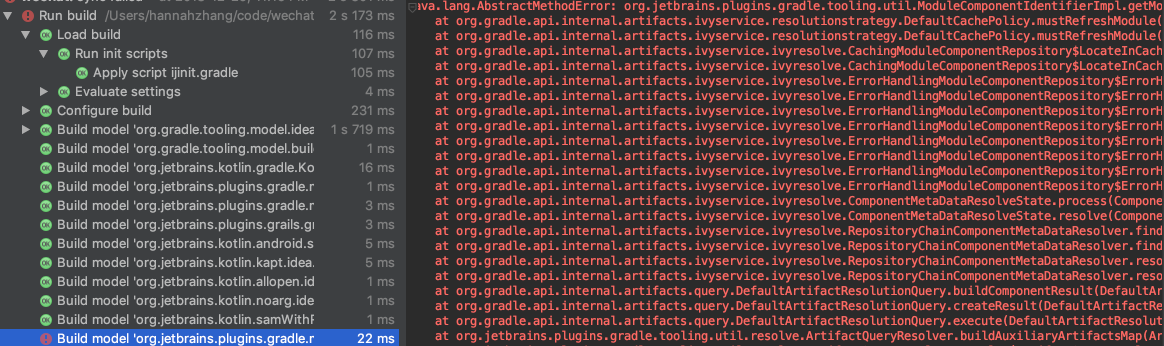 Run build /Users/hannahzhang/code/wechat 2 s 173 ms
Load build 116 ms
Run init scripts 107 ms
Apply script ijinit.gradle 105 ms
Evaluate settings 4 ms
Configure build 231 ms
Build model 'org.gradle.tooling.model.idea 1 s 719 ms
Build model 'org.gradle.tooling.model.buil 1 ms
Build model 'org.jetbrains.kotlin.gradle.Ko 16 ms
Build model 'org.jetbrains.plugins.gradle.r 1 ms
Build model 'org.jetbrains.plugins.gradle.r 3 ms
Build model 'org.jetbrains.plugins.grails.gr 3 ms
Build model 'org.jetbrains.kotlin.android.s 5 ms
Build model 'org.jetbrains.kotlin.kapt.idea. 5 ms
Build model 'org.jetbrains.kotlin.allopen.id 1 ms
Build model 'org.jetbrains.kotlin.noarg.ide 1 ms
Build model 'org.jetbrains.kotlin.samWithF 1 ms
Build model 'org.jetbrains.plugins.gradle.r 22 ms
ava.lang.AbstractMethodError: org.jetbrains.plugins.gradle.tooling.util.ModuleComponentIdentifierImpl.getMo
at org.gradle.api.internal.artifacts.ivyservice.resolutionstrategy.DefaultCachePolicy.mustRefreshModule(
at org.gradle.api.internal.artifacts.ivyservice.resolutionstrategy.DefaultCachePolicy.mustRefreshModule(
at org.gradle.api.internal.artifacts.ivyservice.ivyresolve.CachingModuleComponentRepository$LocateInCach
at org.gradle.api.internal.artifacts.ivyservice.ivyresolve.CachingModuleComponentRepository$LocateInCach
at org.gradle.api.internal.artifacts.ivyservice.ivyresolve.ErrorHandlingModuleComponentRepository$ErrorH
at org.gradle.api.internal.artifacts.ivyservice.ivyresolve.ErrorHandlingModuleComponentRepository$ErrorH
at org.gradle.api.internal.artifacts.ivyservice.ivyresolve.ErrorHandlingModuleComponentRepository$ErrorH
at org.gradle.api.internal.artifacts.ivyservice.ivyresolve.ErrorHandlingModuleComponentRepository$ErrorH
at org.gradle.api.internal.artifacts.ivyservice.ivyresolve.ErrorHandlingModuleComponentRepository$ErrorH
at org.gradle.api.internal.artifacts.ivyservice.ivyresolve.ErrorHandlingModuleComponentRepository$ErrorH
at org.gradle.api.internal.artifacts.ivyservice.ivyresolve.ErrorHandlingModuleComponentRepository$ErrorH
at org.gradle.api.internal.artifacts.ivyservice.ivyresolve.ErrorHandlingModuleComponentRepository$ErrorH
at org.gradle.api.internal.artifacts.ivyservice.ivyresolve.ComponentMetaDataResolveState.process(Compone
at org.gradle.api.internal.artifacts.ivyservice.ivyresolve.ComponentMetaDataResolveState.resolve(Compone
at org.gradle.api.internal.artifacts.ivyservice.ivyresolve.RepositoryChainComponentMetaDataResolver.find
at org.gradle.api.internal.artifacts.ivyservice.ivyresolve.RepositoryChainComponentMetaDataResolver.find
at org.gradle.api.internal.artifacts.ivyservice.ivyresolve.RepositoryChainComponentMetaDataResolver.reso
at org.gradle.api.internal.artifacts.ivyservice.ivyresolve.RepositoryChainComponentMetaDataResolver.reso
at org.gradle.api.internal.artifacts.query.DefaultArtifactResolutionQuery.buildComponentResult(DefaultAr
at org.gradle.api.internal.artifacts.query.DefaultArtifactResolutionQuery.createResult(DefaultArtifactRe
at org.gradle.api.internal.artifacts.query.DefaultArtifactResolutionQuery.execute(DefaultArtifactResolut
at org.jetbrains.plugins.gradle.tooling.util.resolve.ArtifactQueryResolver.buildAuxiliaryArtifactsMap(Ar